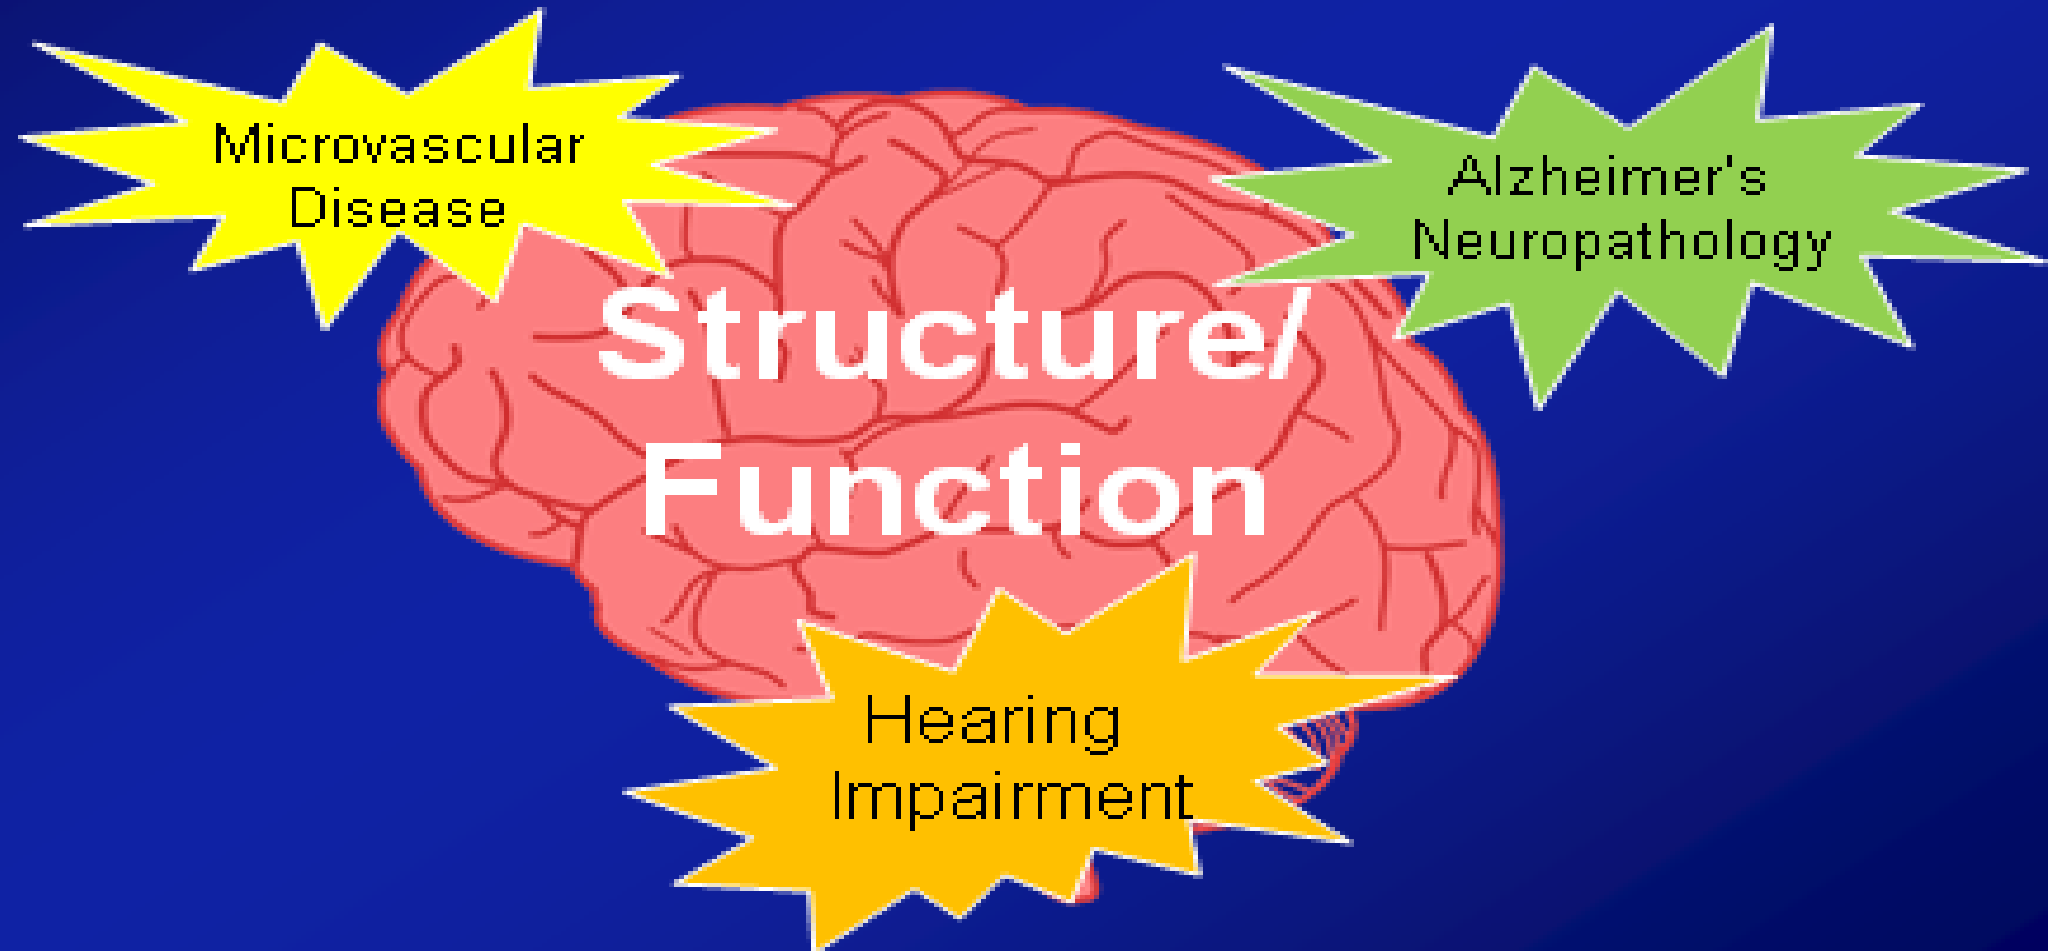 Microvascular
Disease
Alzheimer's
Neuropathology
Structure/
Function
Hearing
Impairment